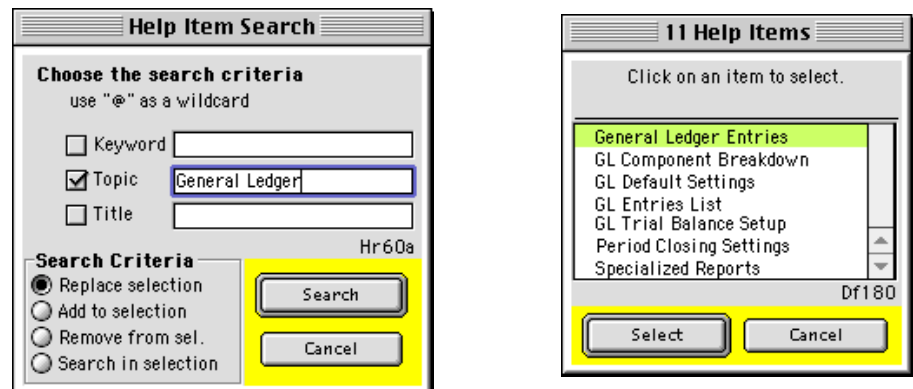 Help Item Search
Choose the search criteria
use "@" as a wildcard
Keyword
Topic General Ledger
Title
Hr60a
Search Criteria
Replace selection
Add to selection
Remove from sel.
Search in selection
Search
Cancel
11 Help Items
Click on an item to select.
General Ledger Entries
GL Component Breakdown
GL Default Settings
GL Entries List
GL Trial Balance Setup
Period Closing Settings
Specialized Reports
Df180
Select
Cancel